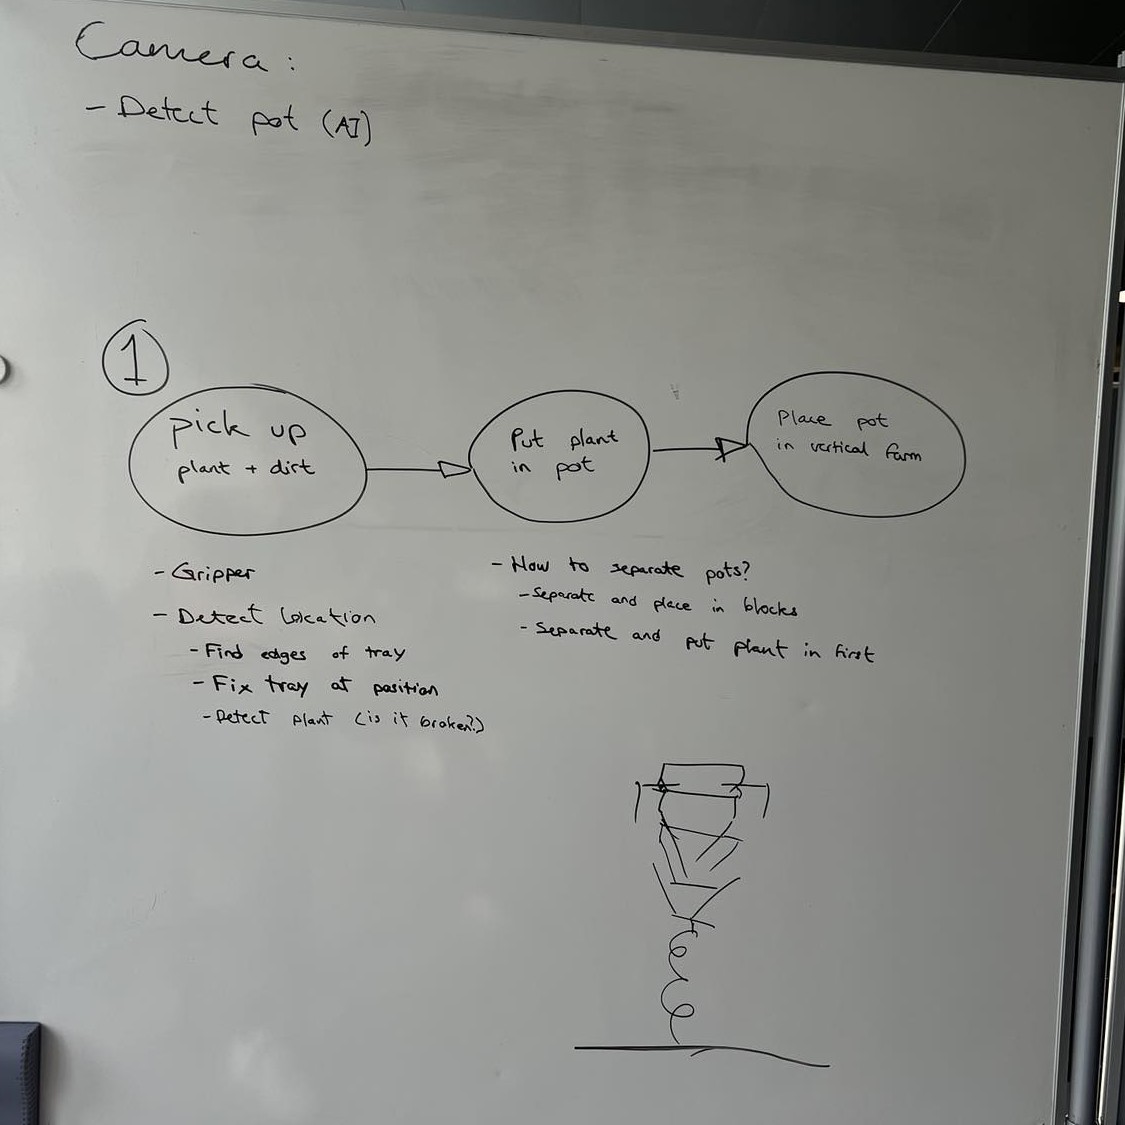 Camera:
- Detect pot (AI)
1
pick up
plant + dirt
Put plant
in pot
Place pot
in vertical farm
- Gripper
- Detect location
- Find edges of tray
- Fix tray at position
- Detect plant (is it broken?)
- How to separate pots?
- Separate and place in blocks
- Separate and put plant in first